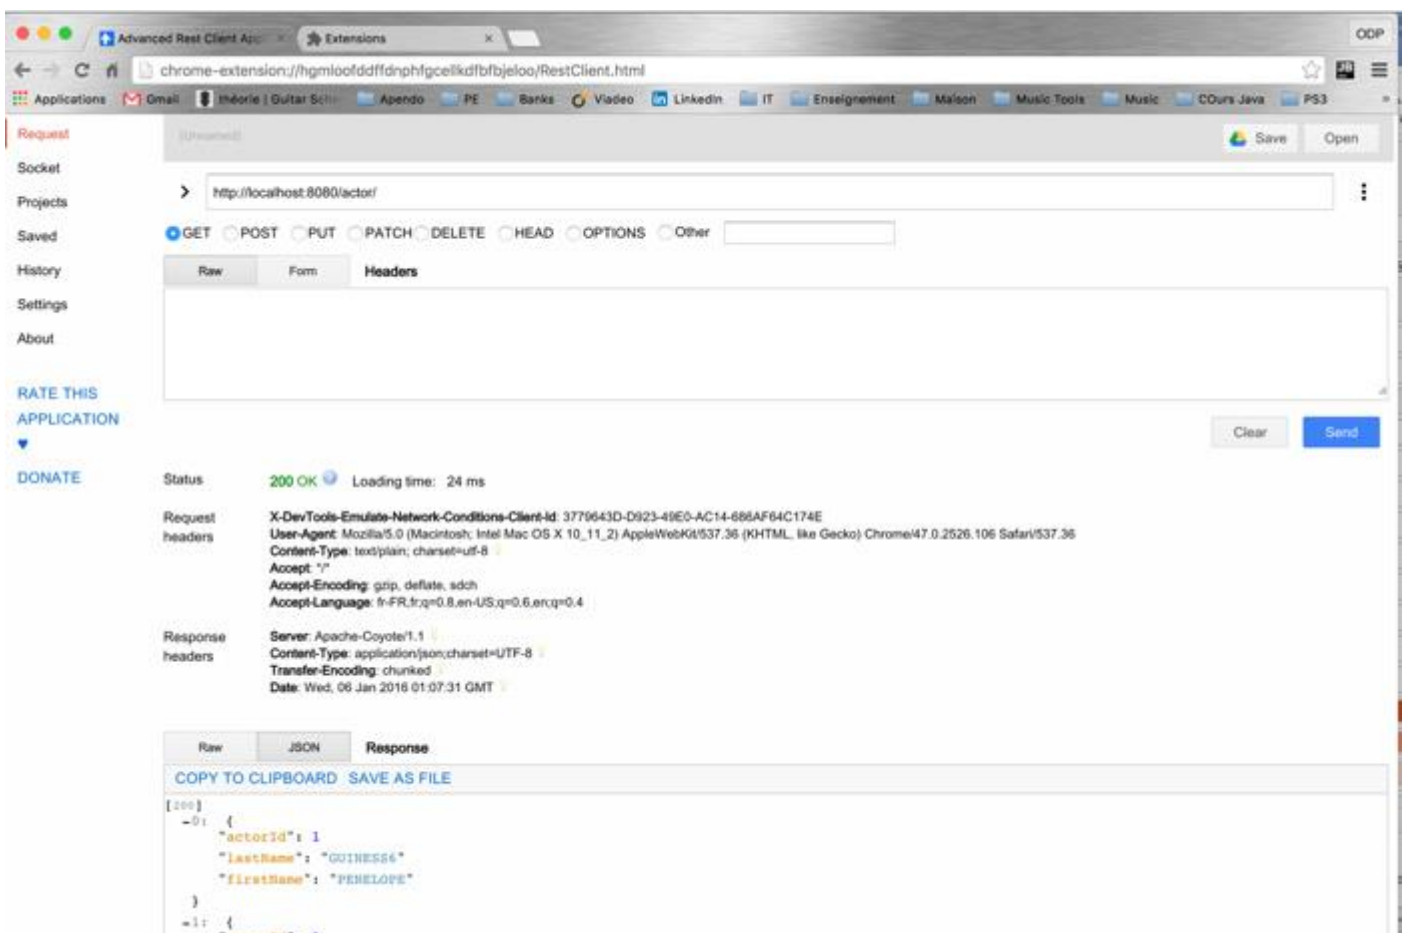 Advanced Rest Client App
Extensions
ODP
chrome-extension://hgmloofddffdnphfgcellkdfbfbjeloo/RestClient.html
Applications Gmail théorie | Guitar Apendo PE Banks Viadeo LinkedIn IT Enseignement Maison Music Tools Music COurs Java PS3 »
Request
(Unnamed)
Save
Open
Socket
Projects
http://localhost:8080/actor/
Saved
GET POST PUT PATCH DELETE HEAD OPTIONS Other
History
Raw Form Headers
Settings
About
RATE THIS
APPLICATION
Clear
Send
DONATE
Status 200 OK Loading time: 24 ms
Request headers
X-DevTools-Emulate-Network-Conditions-Client-Id: 3779643D-D923-49E0-AC14-686AF64C174E
User-Agent: Mozilla/5.0 (Macintosh; Intel Mac OS X 10_11_2) AppleWebKit/537.36 (KHTML, like Gecko) Chrome/47.0.2526.106 Safari/537.36
Content-Type: text/plain; charset=utf-8
Accept: */*
Accept-Encoding: gzip, deflate, sdch
Accept-Language: fr-FR,fr;q=0.8,en-US;q=0.6,en;q=0.4
Response headers
Server: Apache-Coyote/1.1
Content-Type: application/json;charset=UTF-8
Transfer-Encoding: chunked
Date: Wed, 06 Jan 2016 01:07:31 GMT
Raw JSON Response
COPY TO CLIPBOARD SAVE AS FILE
[200]
-0: {
"actorId": 1
"lastName": "GUINESS6"
"firstName": "PENELOPE"
}
-1: {